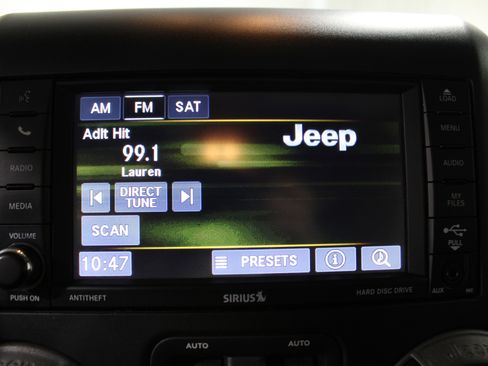 AM FM SAT
Adlt Hit
99.1
Lauren
Jeep
DIRECT
TUNE
SCAN
10:47
PRESETS
RADIO
MEDIA
VOLUME
PUSH ON
LOAD
MENU
AUDIO
MY
FILES
PULL
AUX
MIC
ANTITHEFT
SIRIUS
HARD DISC DRIVE
AUTO
AUTO